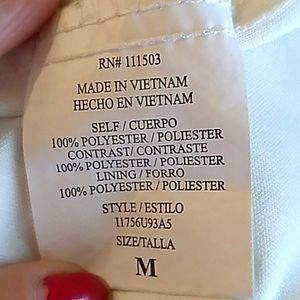 RN# 111503
MADE IN VIETNAM
HECHO EN VIETNAM
SELF / CUERPO
100% POLYESTER / POLIESTER
CONTRAST / CONTRASTE
100% POLYESTER / POLIESTER
LINING / FORRO
100% POLYESTER / POLIESTER
STYLE / ESTILO
I1756U93A5
SIZE/TALLA
M